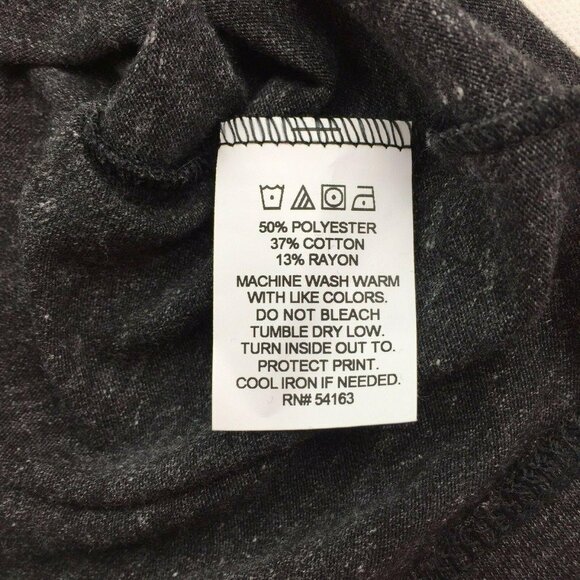 50% POLYESTER
37% COTTON
13% RAYON
MACHINE WASH WARM
WITH LIKE COLORS.
DO NOT BLEACH
TUMBLE DRY LOW.
TURN INSIDE OUT TO.
PROTECT PRINT.
COOL IRON IF NEEDED.
RN# 54163